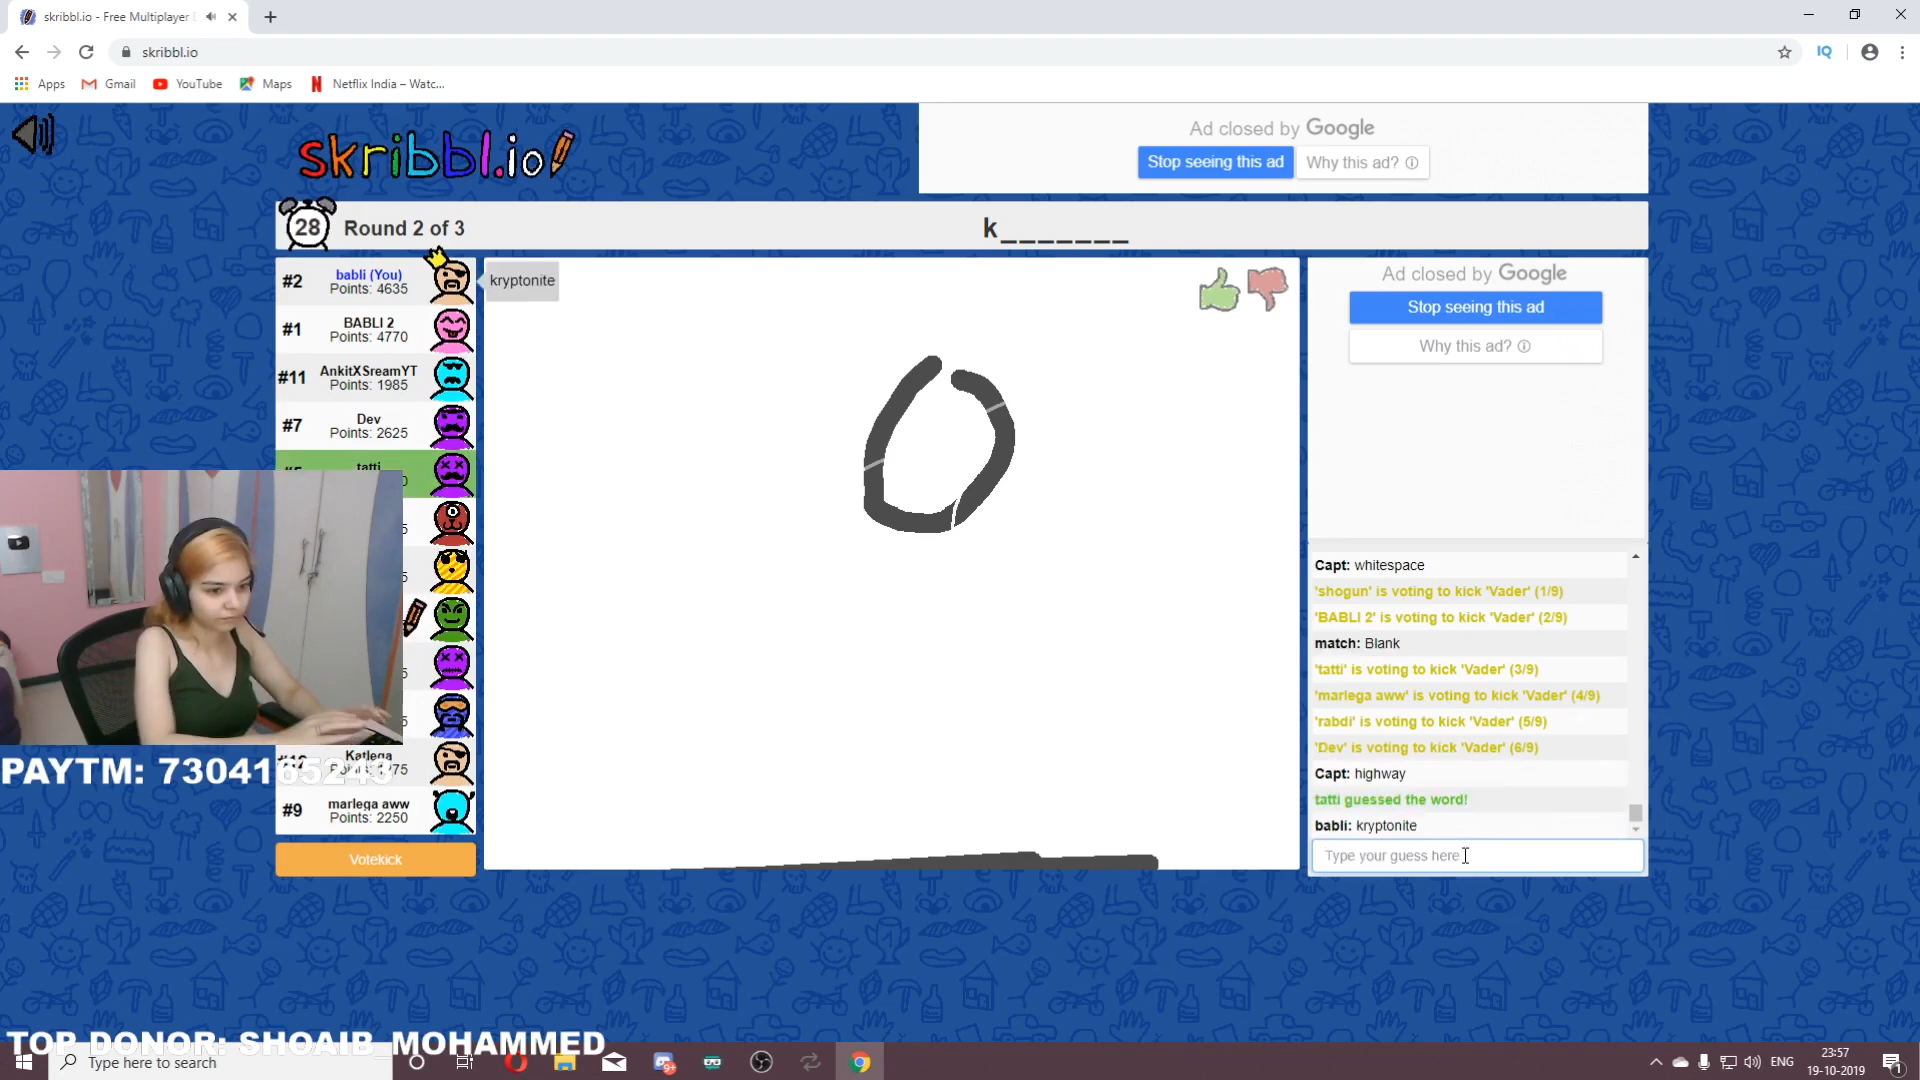 skribbl.io - Free Multiplayer
skribbl.io
IQ
Apps
Gmail
YouTube
Maps
Netflix India – Watc...
skribbl.io
Ad closed by Google
Stop seeing this ad
Why this ad?
28
Round 2 of 3
k_______
#2
babli (You)
Points: 4635
kryptonite
#1
BABLI 2
Points: 4770
#11
AnkitXSreamYT
Points: 1985
#7
Dev
Points: 2625
tatti
Katlega
#9
marlega aww
Points: 2250
Votekick
Ad closed by Google
Stop seeing this ad
Why this ad?
Capt: whitespace
'shogun' is voting to kick 'Vader' (1/9)
'BABLI 2' is voting to kick 'Vader' (2/9)
match: Blank
'tatti' is voting to kick 'Vader' (3/9)
'marlega aww' is voting to kick 'Vader' (4/9)
'rabdi' is voting to kick 'Vader' (5/9)
'Dev' is voting to kick 'Vader' (6/9)
Capt: highway
tatti guessed the word!
babli: kryptonite
Type your guess here
PAYTM: 7304165243
TOP DONOR: SHOAIB MOHAMMED
Type here to search
9+
ENG
23:57
19-10-2019
1